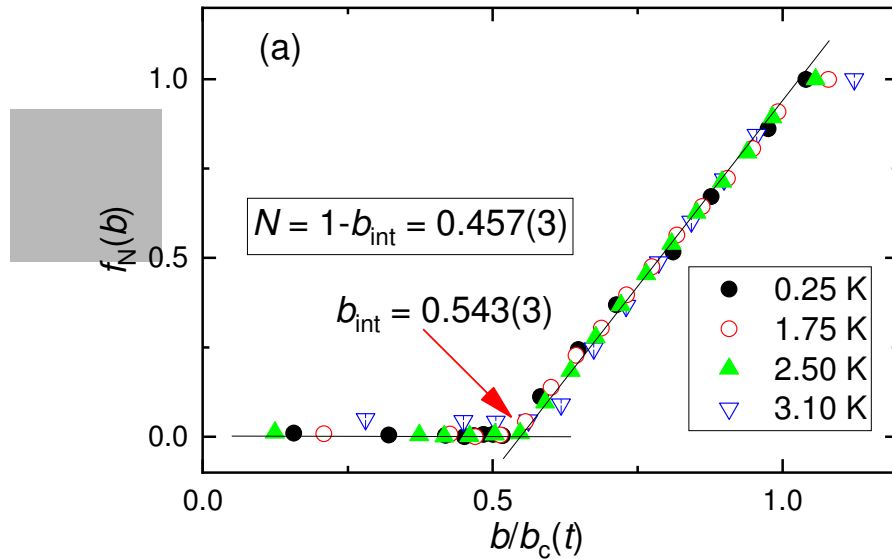 (a)
1.0
0.5
0.0
f_N(b)
N = 1-b_int = 0.457(3)
b_int = 0.543(3)
0.25 K
1.75 K
2.50 K
3.10 K
0.0
0.5
1.0
b/b_c(t)